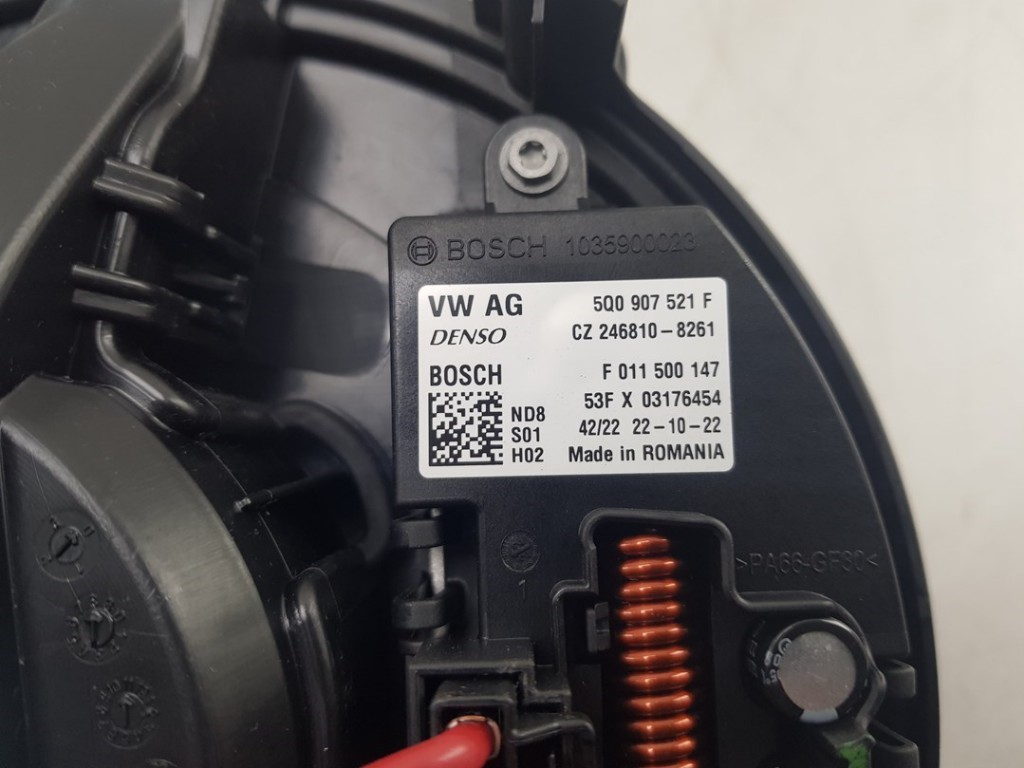 BOSCH 1035900023
VW AG 5Q0 907 521 F
DENSO CZ 246810-8261
BOSCH F 011 500 147
53F X 03176454
ND8
S01 42/22 22-10-22
H02 Made in ROMANIA
>PA66-GF30<
1